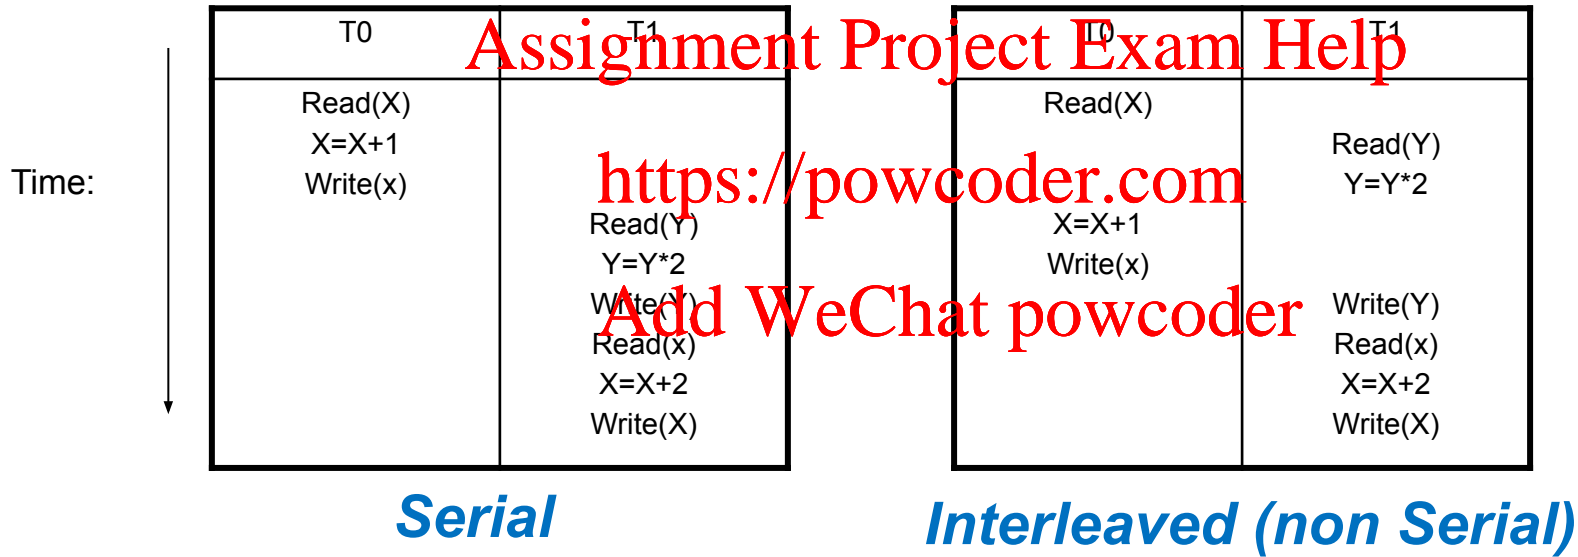 T0 T1 T0 T1
Assignment Project Exam Help
Read(X) Read(X)
X=X+1 Read(Y)
Time: Write(x) Y=Y*2
https://powcoder.com
Read(Y) X=X+1
Y=Y*2 Write(x)
Write(Y) Write(Y)
Add WeChat powcoder
Read(x) Read(x)
X=X+2 X=X+2
Write(X) Write(X)
Serial Interleaved (non Serial)